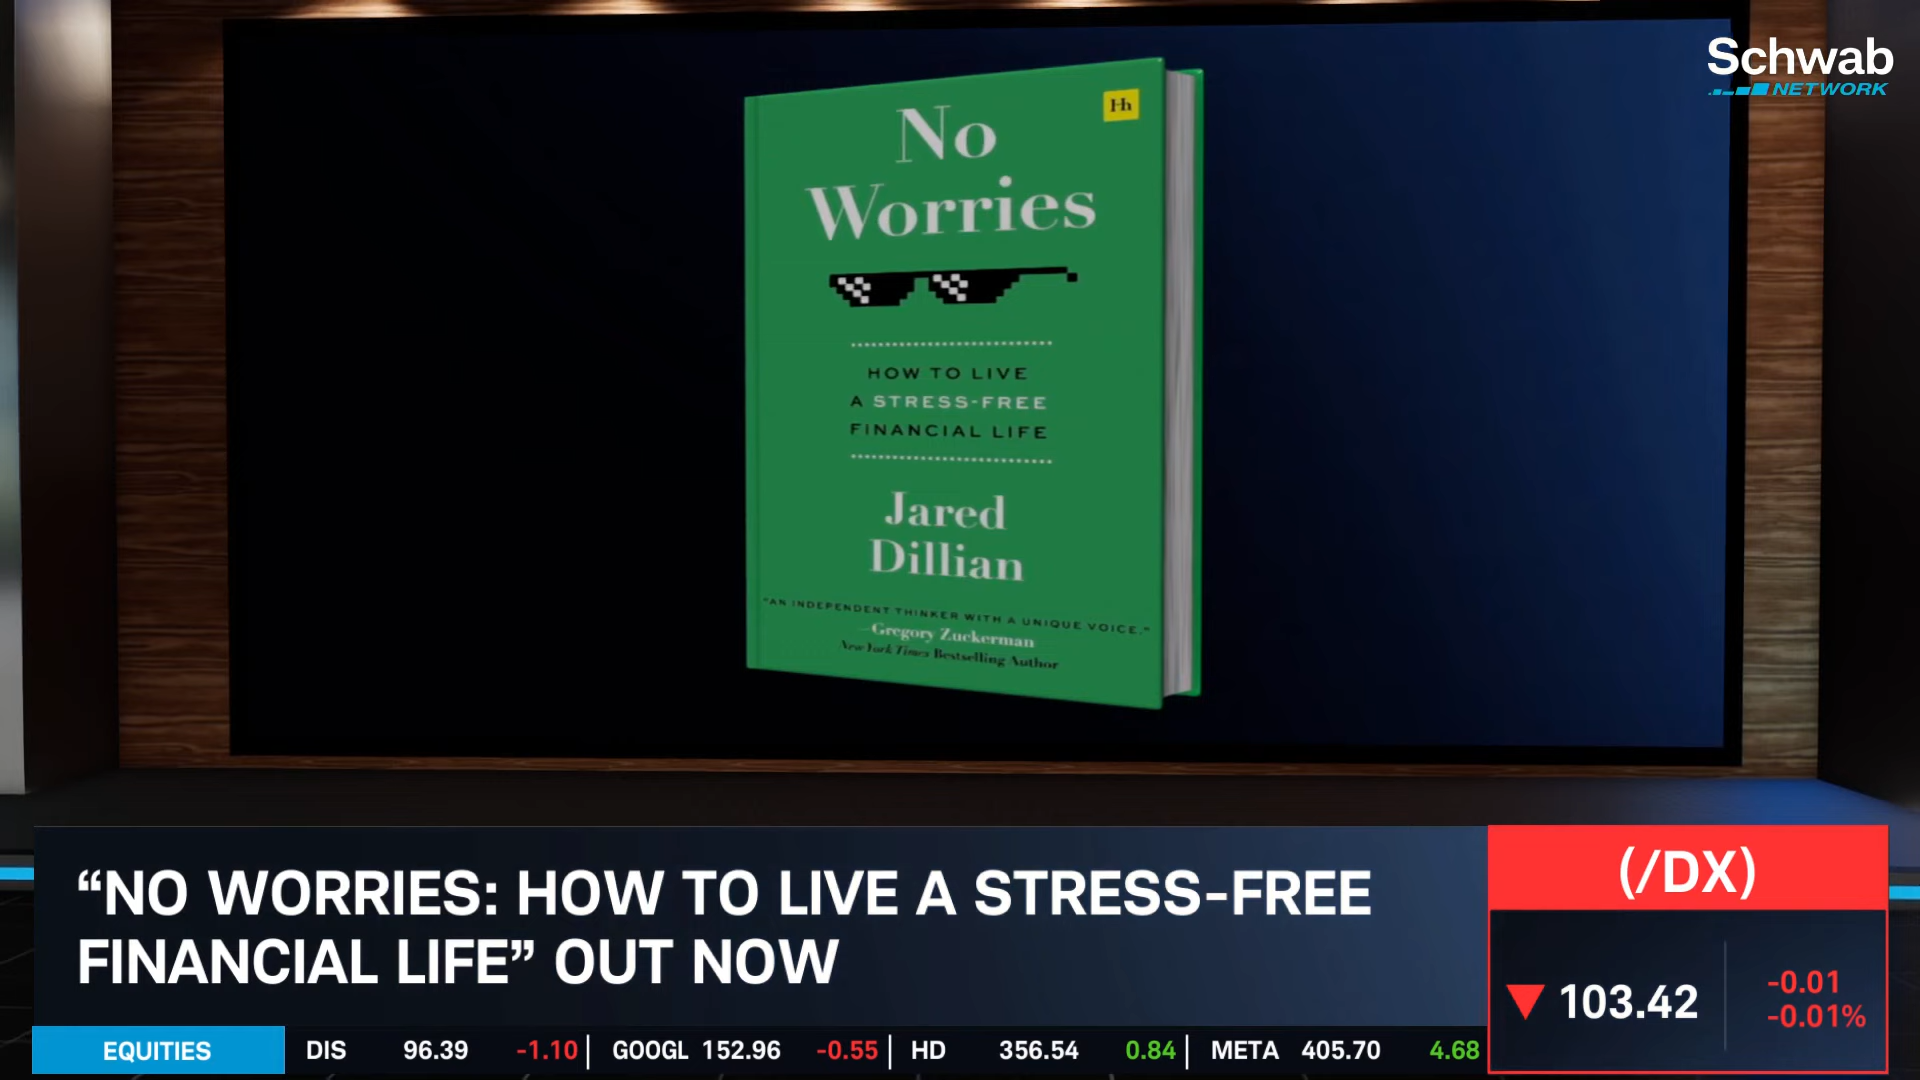 Schwab
NETWORK
Hh
No
Worries
HOW TO LIVE
A STRESS-FREE
FINANCIAL LIFE
Jared
Dillian
"AN INDEPENDENT THINKER WITH A UNIQUE VOICE."
—Gregory Zuckerman
New York Times Bestselling Author
“NO WORRIES: HOW TO LIVE A STRESS-FREE
FINANCIAL LIFE” OUT NOW
(/DX)
▼ 103.42
-0.01
-0.01%
EQUITIES DIS 96.39 -1.10 | GOOGL 152.96 -0.55 | HD 356.54 0.84 | META 405.70 4.68